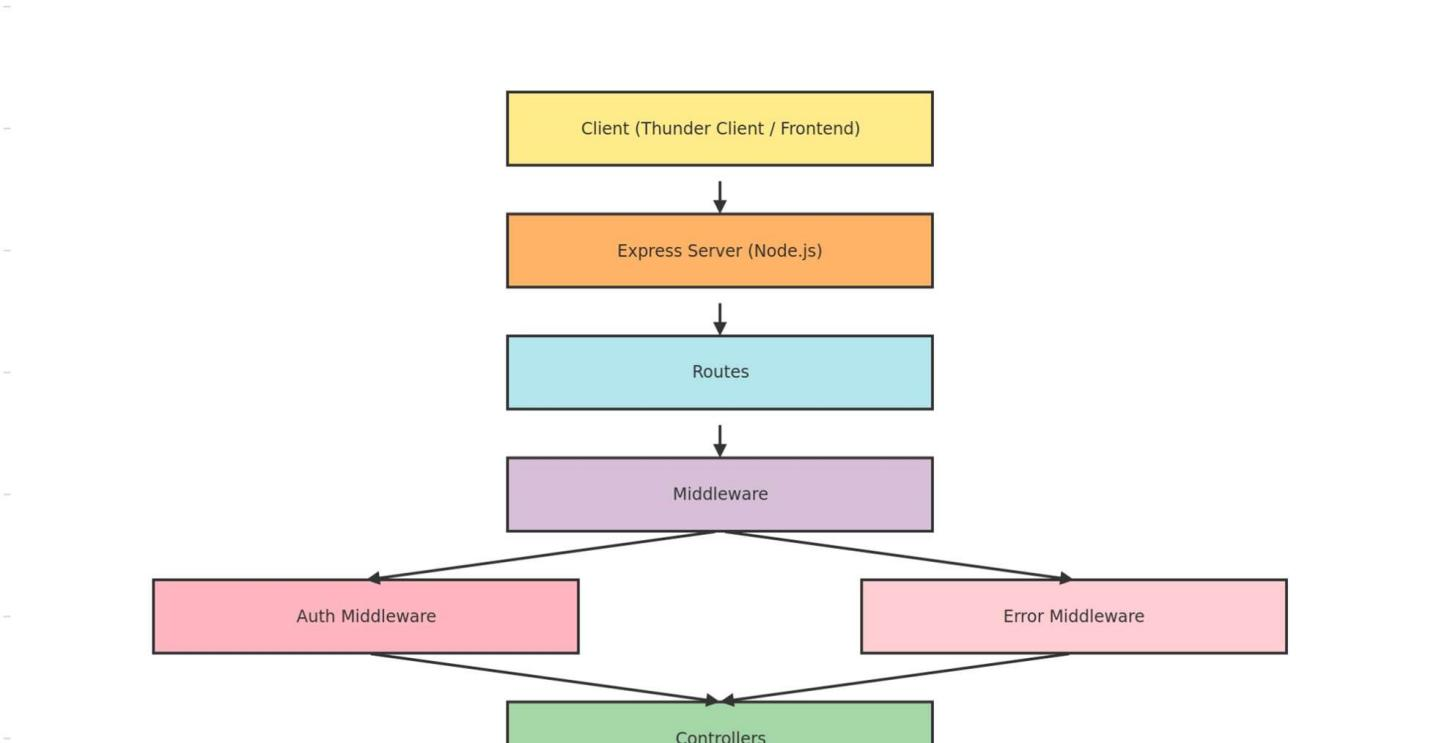 Client (Thunder Client / Frontend)
Express Server (Node.js)
Routes
Middleware
Auth Middleware
Error Middleware
Controllers